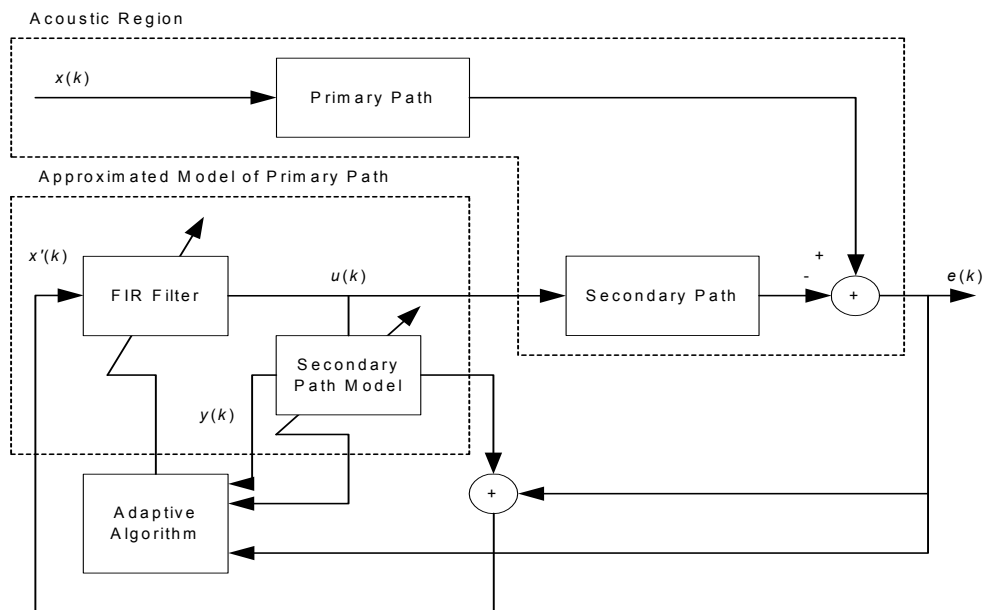 Acoustic Region
x(k)
Primary Path
Approximated Model of Primary Path
x'(k)
FIR Filter
u(k)
Secondary Path
+
-
+
e(k)
Secondary
Path Model
y(k)
+
Adaptive
Algorithm